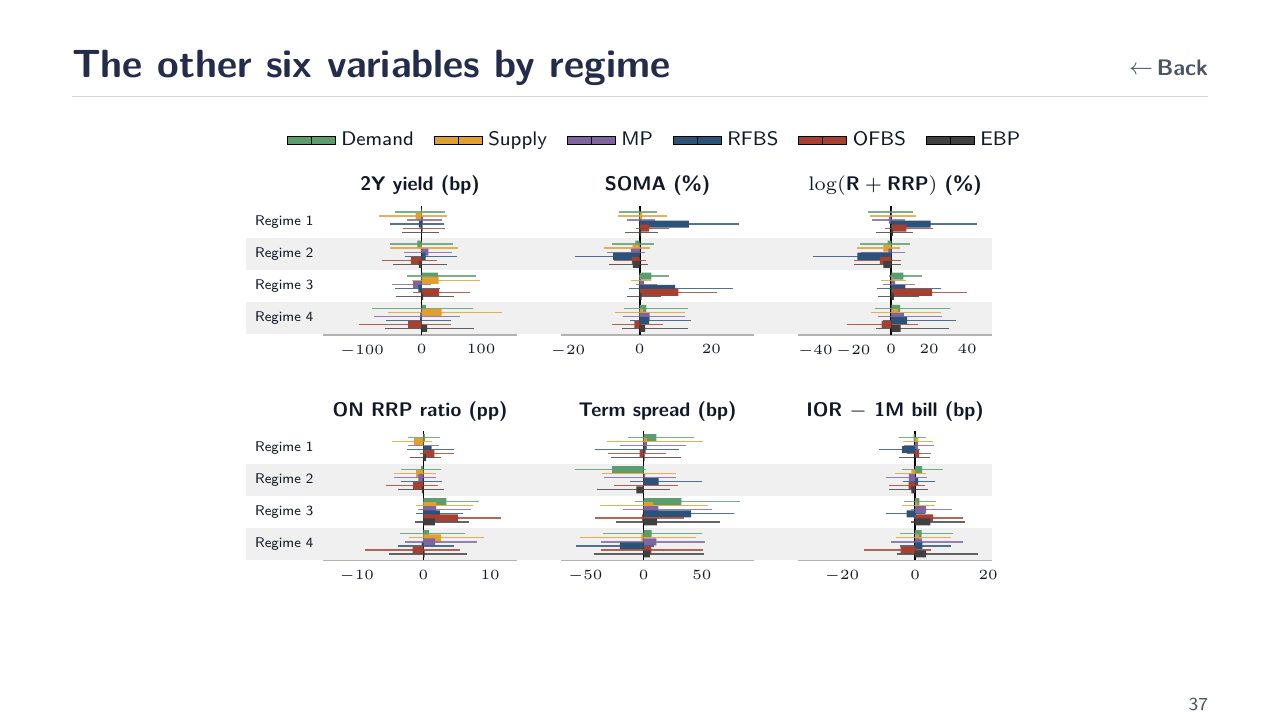 The other six variables by regime
← Back
Demand Supply MP RFBS OFBS EBP
2Y yield (bp) SOMA (%) log(R + RRP) (%)
Regime 1
Regime 2
Regime 3
Regime 4
−100 0 100 −20 0 20 −40 −20 0 20 40
ON RRP ratio (pp) Term spread (bp) IOR − 1M bill (bp)
Regime 1
Regime 2
Regime 3
Regime 4
−10 0 10 −50 0 50 −20 0 20
37